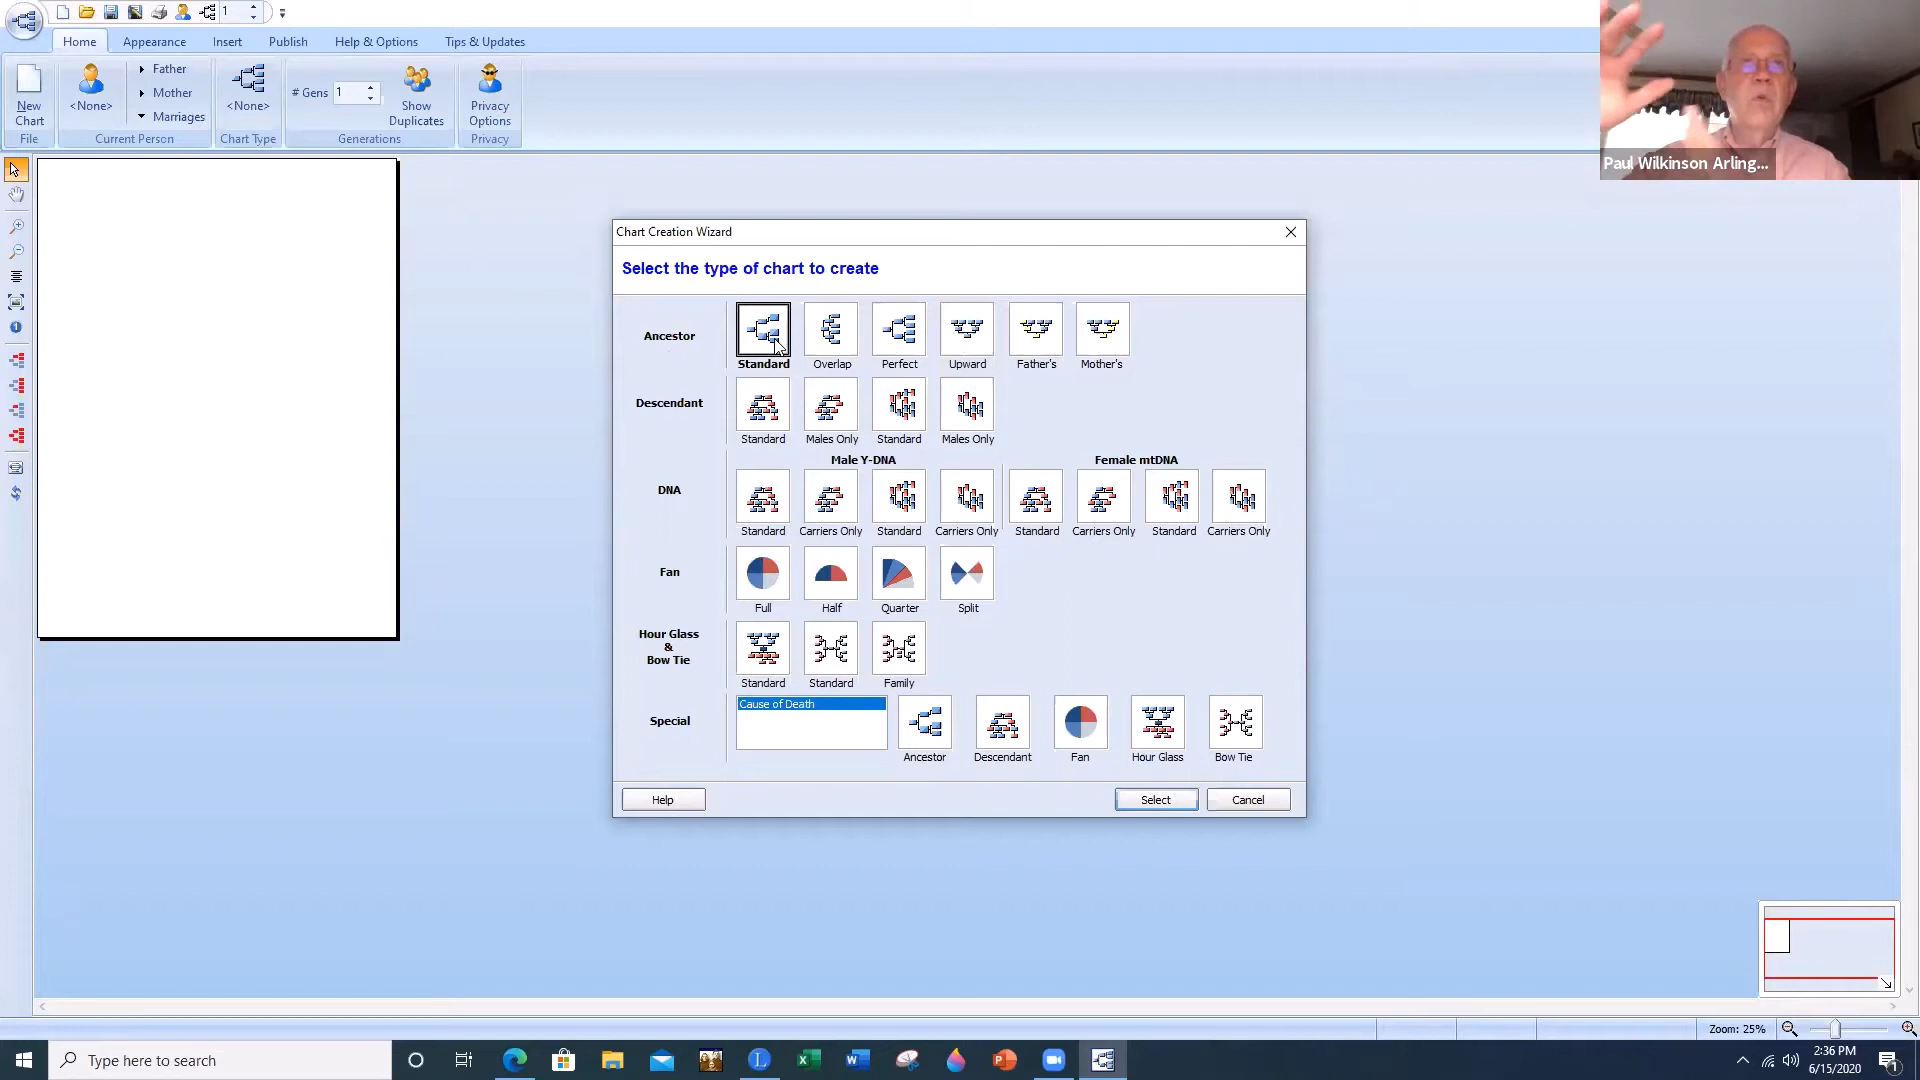 1
Home Appearance Insert Publish Help & Options Tips & Updates
New Chart
File
<None>
Father
Mother
Marriages
Current Person
<None>
Chart Type
# Gens 1
Show Duplicates
Generations
Privacy Options
Privacy
Paul Wilkinson Arling...
Chart Creation Wizard
Select the type of chart to create
Ancestor
Standard Overlap Perfect Upward Father's Mother's
Descendant
Standard Males Only Standard Males Only
Male Y-DNA Female mtDNA
DNA
Standard Carriers Only Standard Carriers Only Standard Carriers Only Standard Carriers Only
Fan
Full Half Quarter Split
Hour Glass
&
Bow Tie
Standard Standard Family
Special
Cause of Death
Ancestor Descendant Fan Hour Glass Bow Tie
Help Select Cancel
Zoom: 25%
Type here to search
2:36 PM
6/15/2020